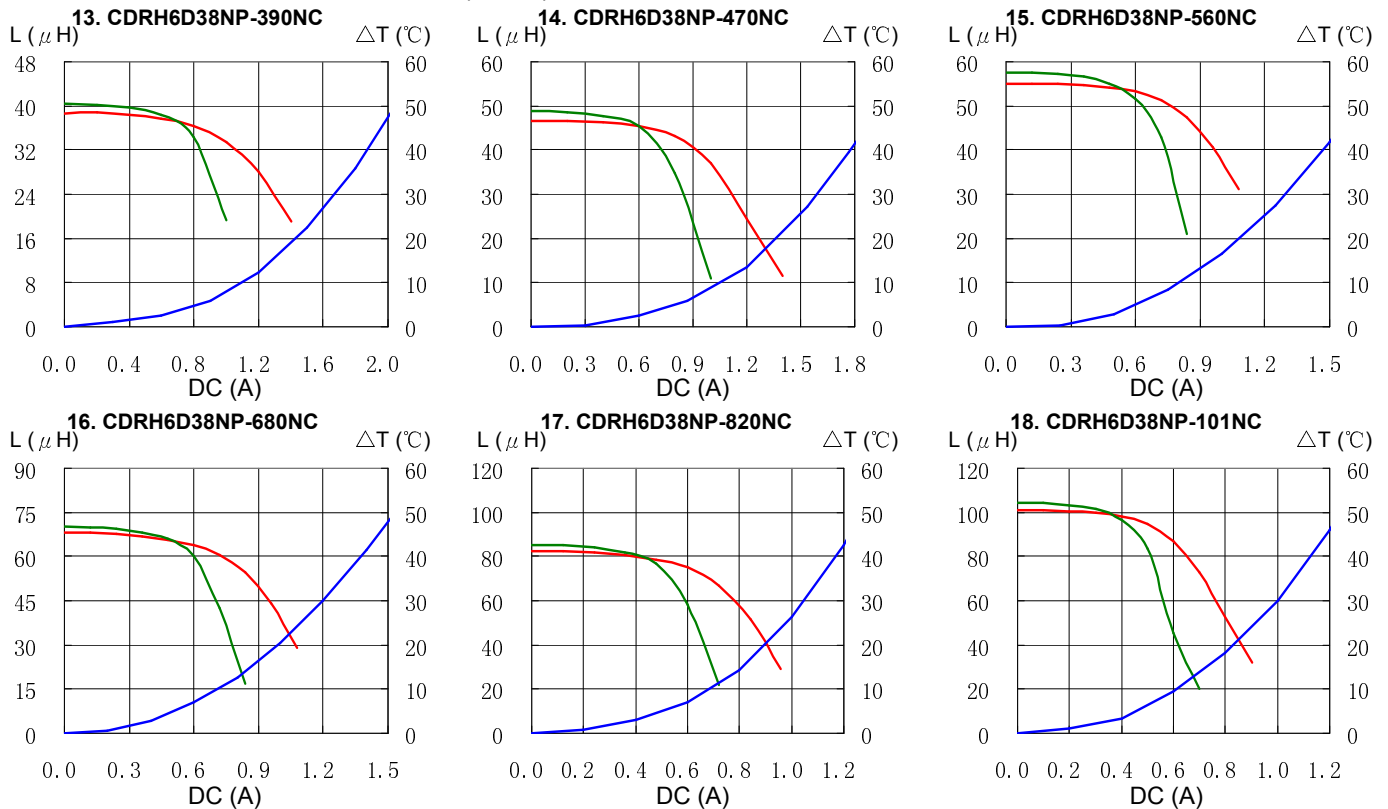 13. CDRH6D38NP-390NC
L ( μ H) △T (℃)
48 60
40 50
32 40
24 30
16 20
8 10
0 0
0.0 0.4 0.8 1.2 1.6 2.0
DC (A)
14. CDRH6D38NP-470NC
L ( μ H) △T (℃)
60 60
50 50
40 40
30 30
20 20
10 10
0 0
0.0 0.3 0.6 0.9 1.2 1.5 1.8
DC (A)
15. CDRH6D38NP-560NC
L ( μ H) △T (℃)
60 60
50 50
40 40
30 30
20 20
10 10
0 0
0.0 0.3 0.6 0.9 1.2 1.5
DC (A)
16. CDRH6D38NP-680NC
L ( μ H) △T (℃)
90 60
75 50
60 40
45 30
30 20
15 10
0 0
0.0 0.3 0.6 0.9 1.2 1.5
DC (A)
17. CDRH6D38NP-820NC
L ( μ H) △T (℃)
120 60
100 50
80 40
60 30
40 20
20 10
0 0
0.0 0.2 0.4 0.6 0.8 1.0 1.2
DC (A)
18. CDRH6D38NP-101NC
L ( μ H) △T (℃)
120 60
100 50
80 40
60 30
40 20
20 10
0 0
0.0 0.2 0.4 0.6 0.8 1.0 1.2
DC (A)